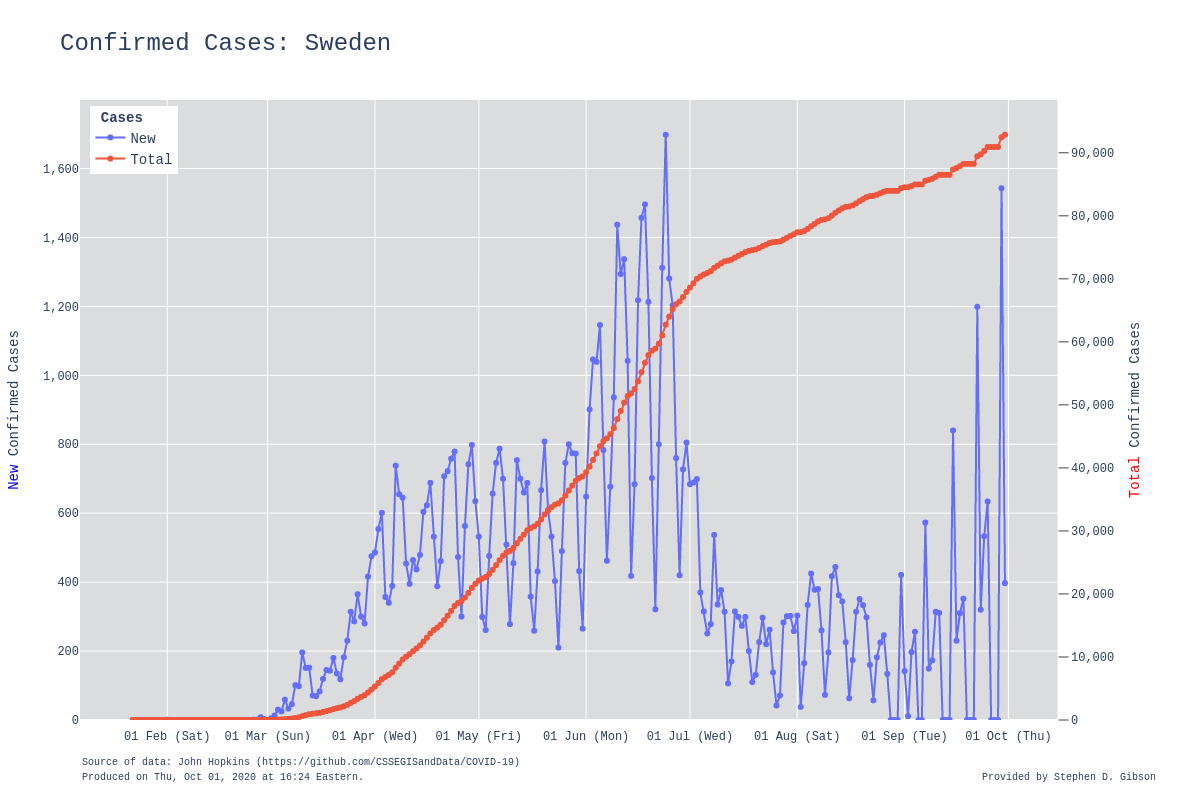 Confirmed Cases: Sweden
Cases
New
Total
1,600
1,400
1,200
1,000
800
600
400
200
0
90,000
80,000
70,000
60,000
50,000
40,000
30,000
20,000
10,000
0
New Confirmed Cases
Total Confirmed Cases
01 Feb (Sat) 01 Mar (Sun) 01 Apr (Wed) 01 May (Fri) 01 Jun (Mon) 01 Jul (Wed) 01 Aug (Sat) 01 Sep (Tue) 01 Oct (Thu)
Source of data: John Hopkins (https://github.com/CSSEGISandData/COVID-19)
Produced on Thu, Oct 01, 2020 at 16:24 Eastern.
Provided by Stephen D. Gibson